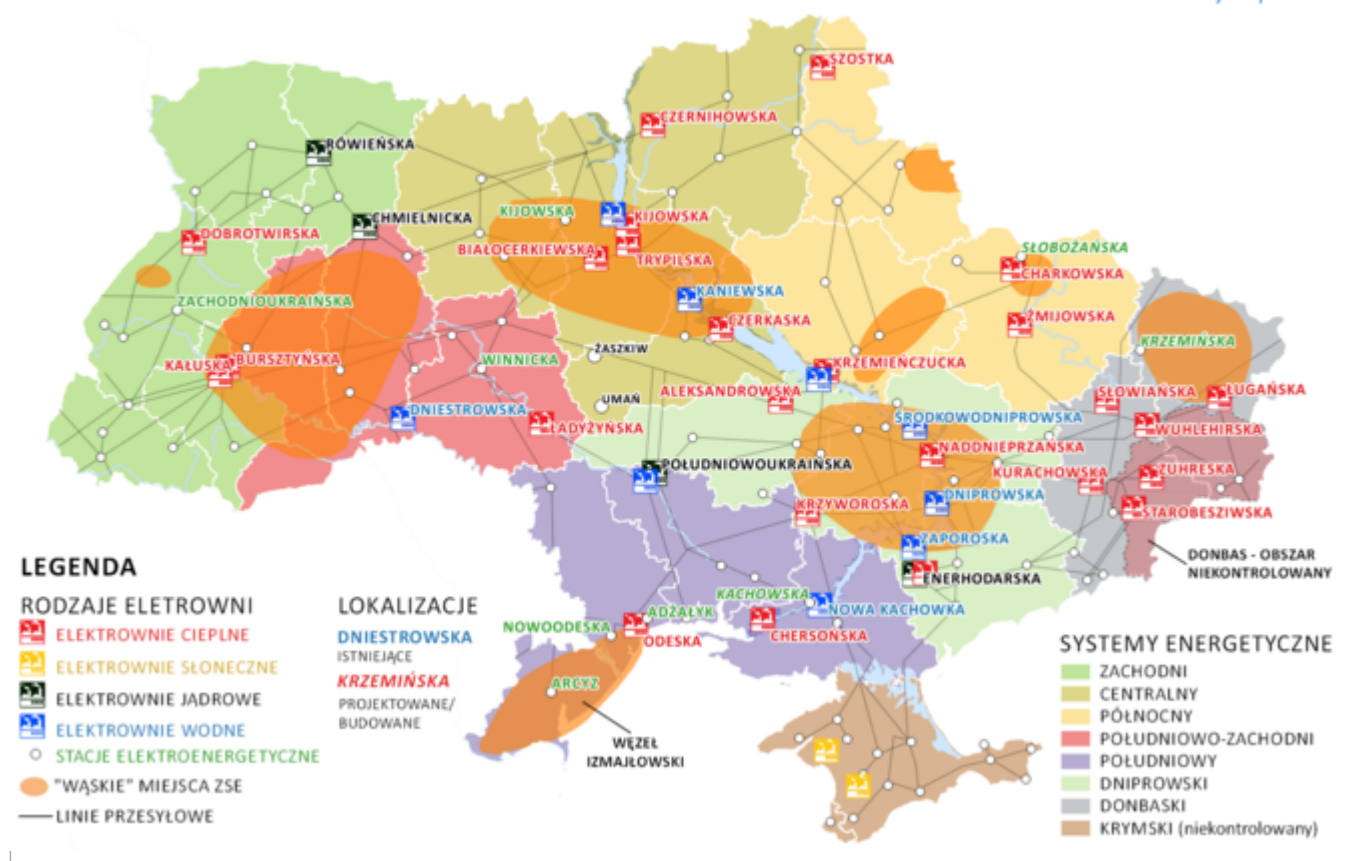 SZOSTKA
CZERNIHOWSKA
RÓWIEŃSKA
KIJOWSKA
KIJOWSKA
CHMIELNICKA
DOBROTWIRSKA
BIAŁOCERKIEWSKA
TRYPILSKA
SŁOBOŻAŃSKA
CHARKOWSKA
KANIEWSKA
ZACHODNIOUKRAIŃSKA
CZERKASKA
ŻMIJOWSKA
KRZEMIŃSKA
ŻASZKIW
WINNICKA
BURSZTYŃSKA
KAŁUSKA
KRZEMIEŃCZUCKA
ALEKSANDROWSKA
SŁOWIAŃSKA
ŁUGAŃSKA
UMAŃ
DNIESTROWSKA
ŚRODKOWODNIPROWSKA
ŁADYŻYŃSKA
WUHLEHIRSKA
NADDNIEPRZAŃSKA
POŁUDNIOWOUKRAIŃSKA
KURACHOWSKA
ZUHRESKA
DNIPROWSKA
KRZYWOROSKA
STAROBESZIWSKA
ZAPOROSKA
DONBAS - OBSZAR
NIEKONTROLOWANY
ENERHODARSKA
KACHOWSKA
ADŻAŁYK
NOWA KACHOWKA
NOWOODESKA
ODESKA
CHERSOŃSKA
ARCYZ
WĘZEŁ
IZMAJŁOWSKI
LEGENDA
RODZAJE ELETROWNI
ELEKTROWNIE CIEPLNE
ELEKTROWNIE SŁONECZNE
ELEKTROWNIE JĄDROWE
ELEKTROWNIE WODNE
STACJE ELEKTROENERGETYCZNE
"WĄSKIE" MIEJSCA ZSE
LINIE PRZESYŁOWE
LOKALIZACJE
DNIESTROWSKA
ISTNIEJĄCE
KRZEMIŃSKA
PROJEKTOWANE/
BUDOWANE
SYSTEMY ENERGETYCZNE
ZACHODNI
CENTRALNY
PÓŁNOCNY
POŁUDNIOWO-ZACHODNI
POŁUDNIOWY
DNIPROWSKI
DONBASKI
KRYMSKI (niekontrolowany)